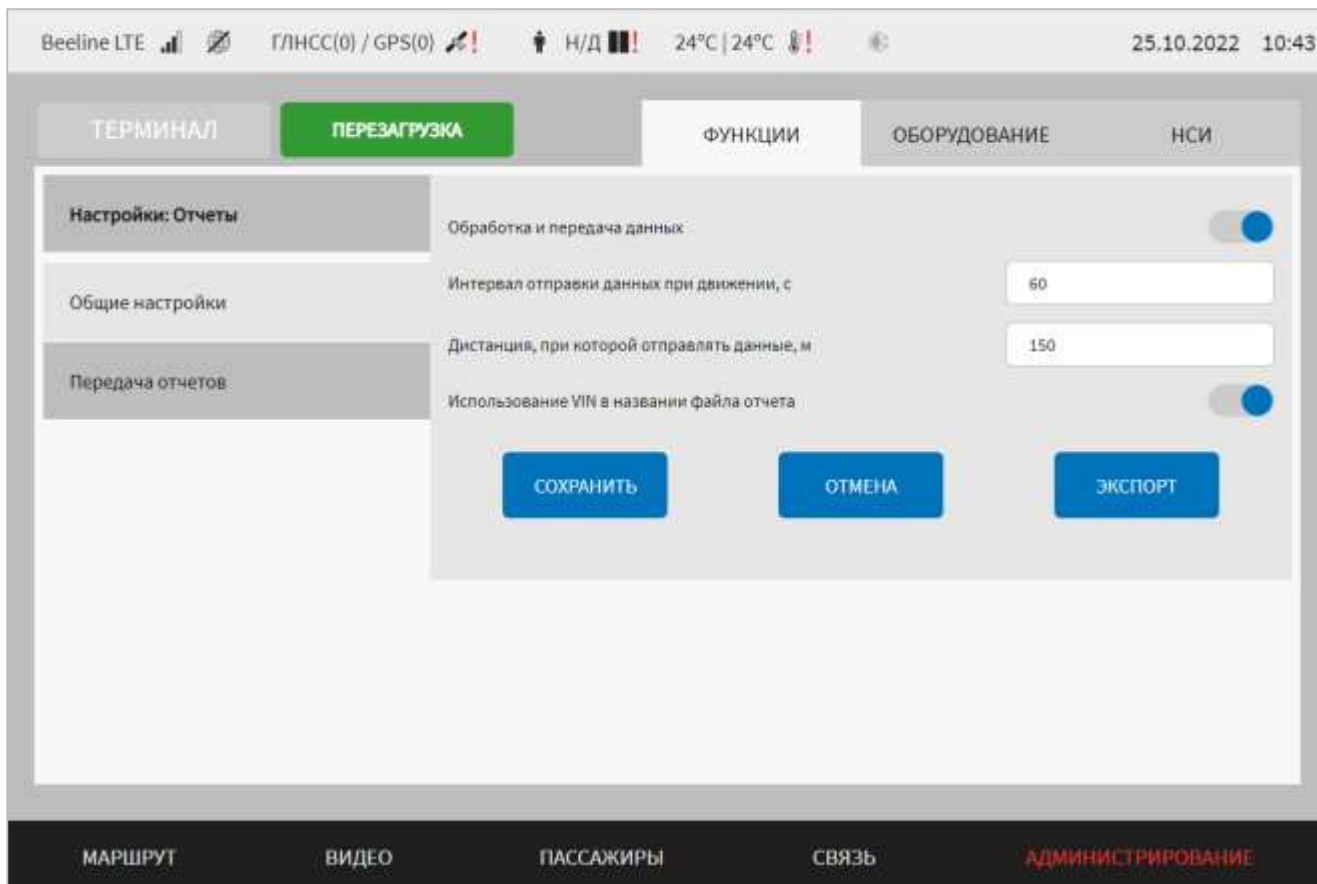 Beeline LTE ГЛНСС(0) / GPS(0) ! Н/Д ! 24°C | 24°C ! 25.10.2022 10:43
ТЕРМИНАЛ ПЕРЕЗАГРУЗКА ФУНКЦИИ ОБОРУДОВАНИЕ НСИ
Настройки: Отчеты
Общие настройки
Передача отчетов
Обработка и передача данных
Интервал отправки данных при движении, с 60
Дистанция, при которой отправлять данные, м 150
Использование VIN в названии файла отчета
СОХРАНИТЬ ОТМЕНА ЭКСПОРТ
МАРШРУТ ВИДЕО ПАССАЖИРЫ СВЯЗЬ АДМИНИСТРИРОВАНИЕ